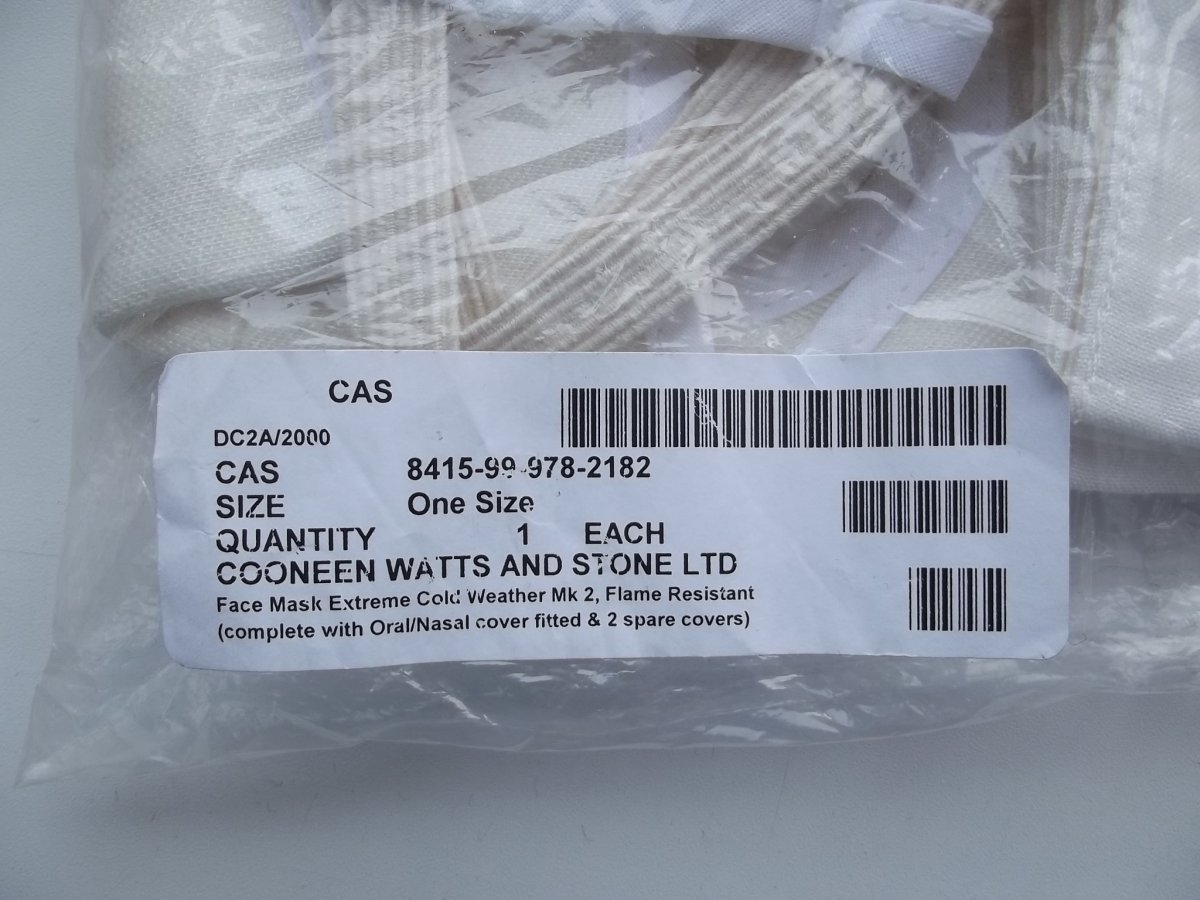 CAS
DC2A/2000
CAS 8415-99-978-2182
SIZE One Size
QUANTITY 1 EACH
COONEEN WATTS AND STONE LTD
Face Mask Extreme Cold Weather Mk 2, Flame Resistant
(complete with Oral/Nasal cover fitted & 2 spare covers)